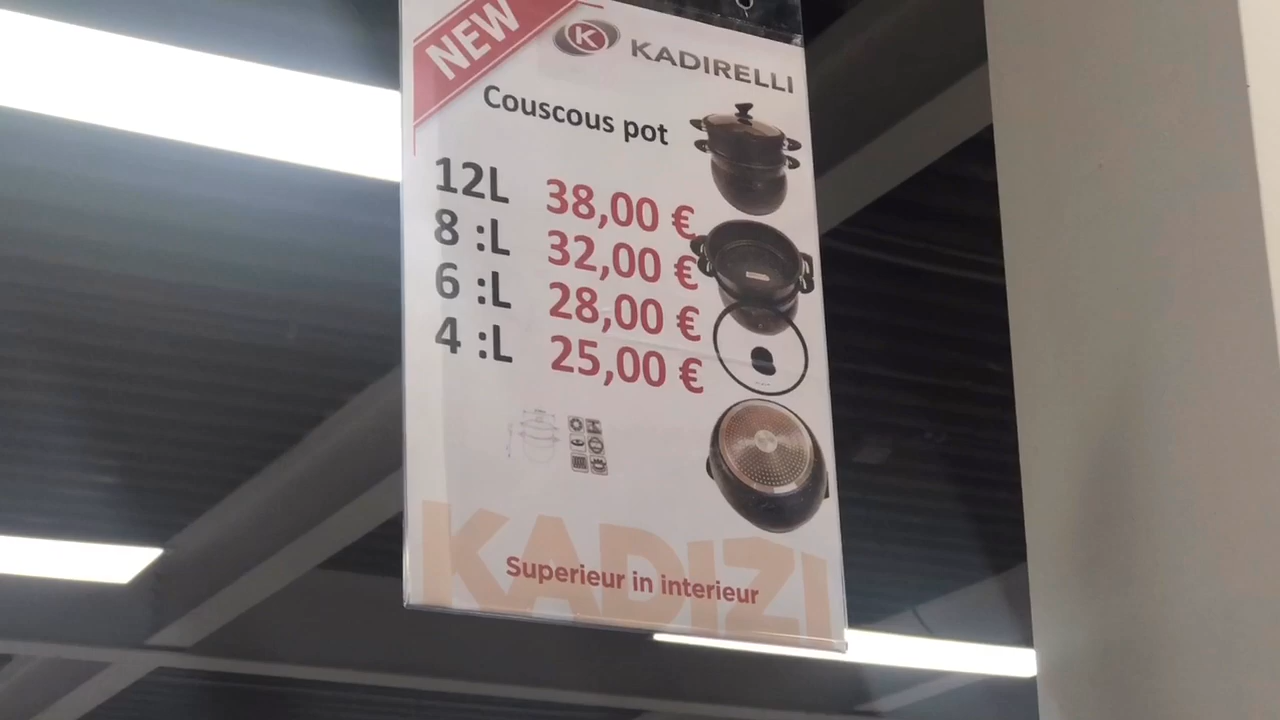 NEW
K KADIRELLI
Couscous pot
12L 38,00 €
8 :L 32,00 €
6 :L 28,00 €
4 :L 25,00 €
KADIZI
Superieur in interieur